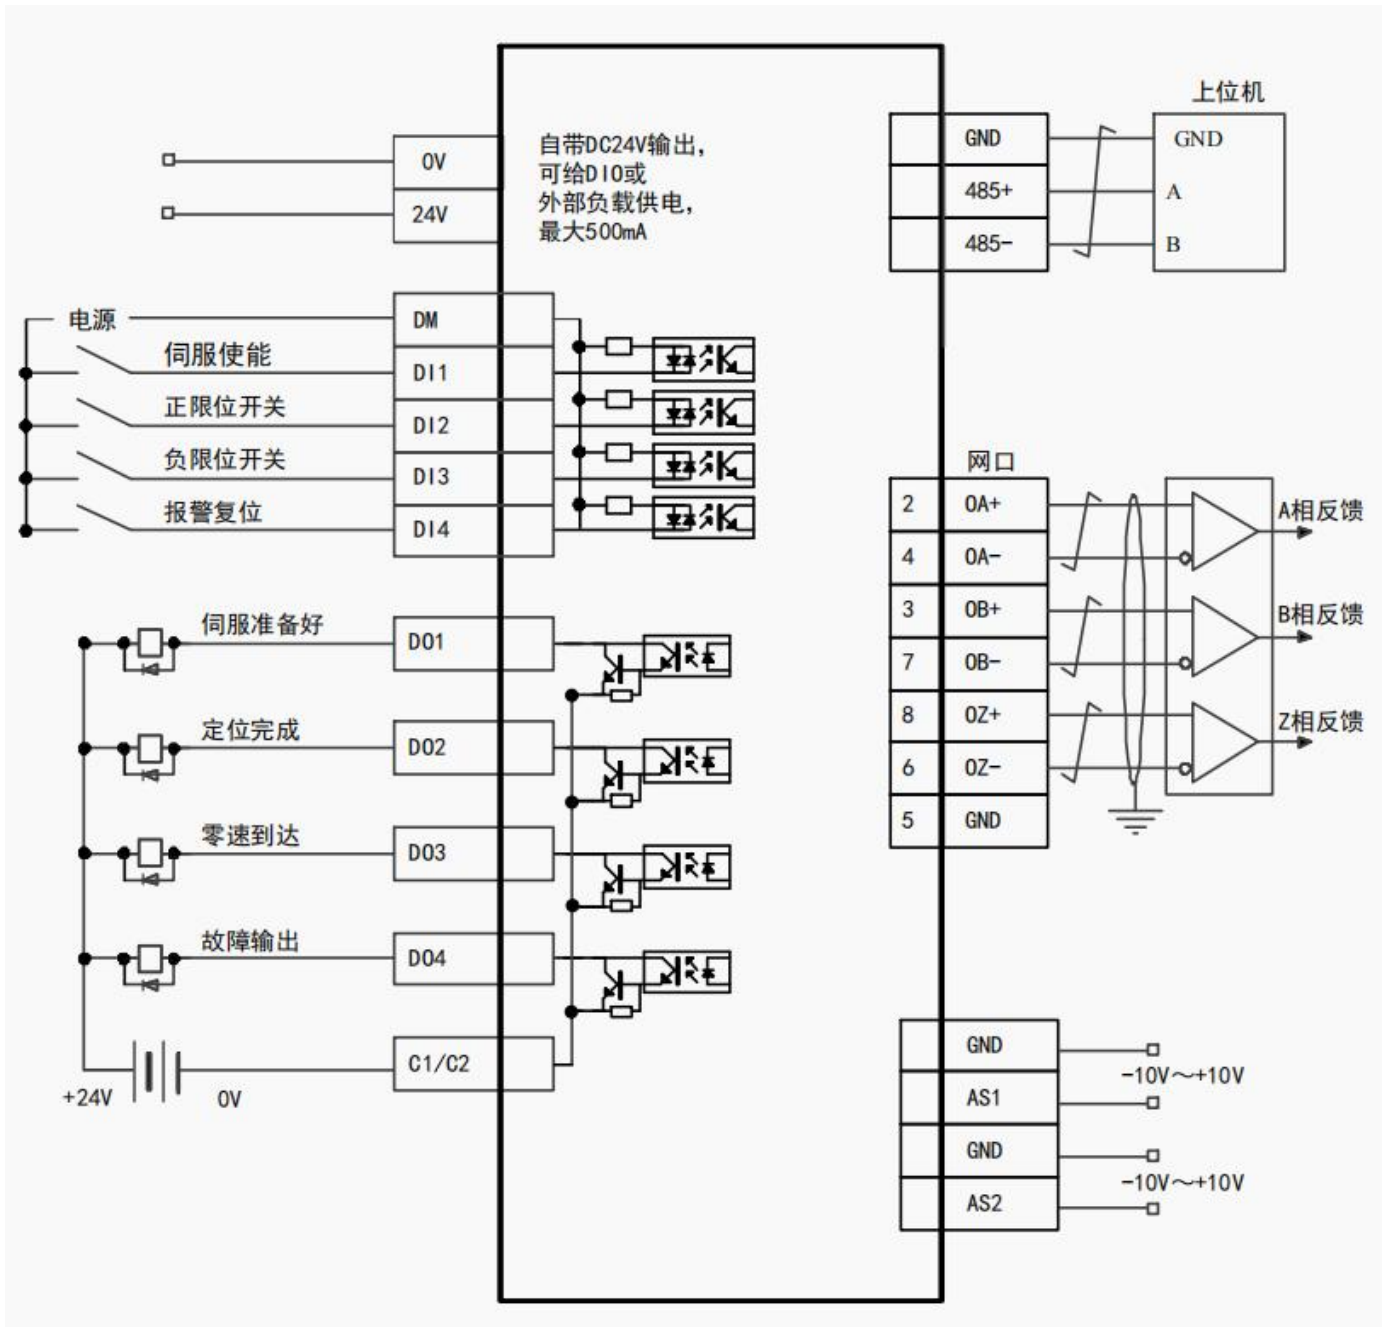 0V
24V
自带DC24V输出，
可给DIO或
外部负载供电，
最大500mA
电源
DM
伺服使能
DI1
正限位开关
DI2
负限位开关
DI3
报警复位
DI4
伺服准备好
DO1
定位完成
DO2
零速到达
DO3
故障输出
DO4
C1/C2
+24V
0V
上位机
GND
GND
485+
A
485-
B
网口
2
OA+
A相反馈
4
OA-
3
OB+
B相反馈
7
OB-
8
OZ+
Z相反馈
6
OZ-
5
GND
GND
-10V～+10V
AS1
GND
-10V～+10V
AS2